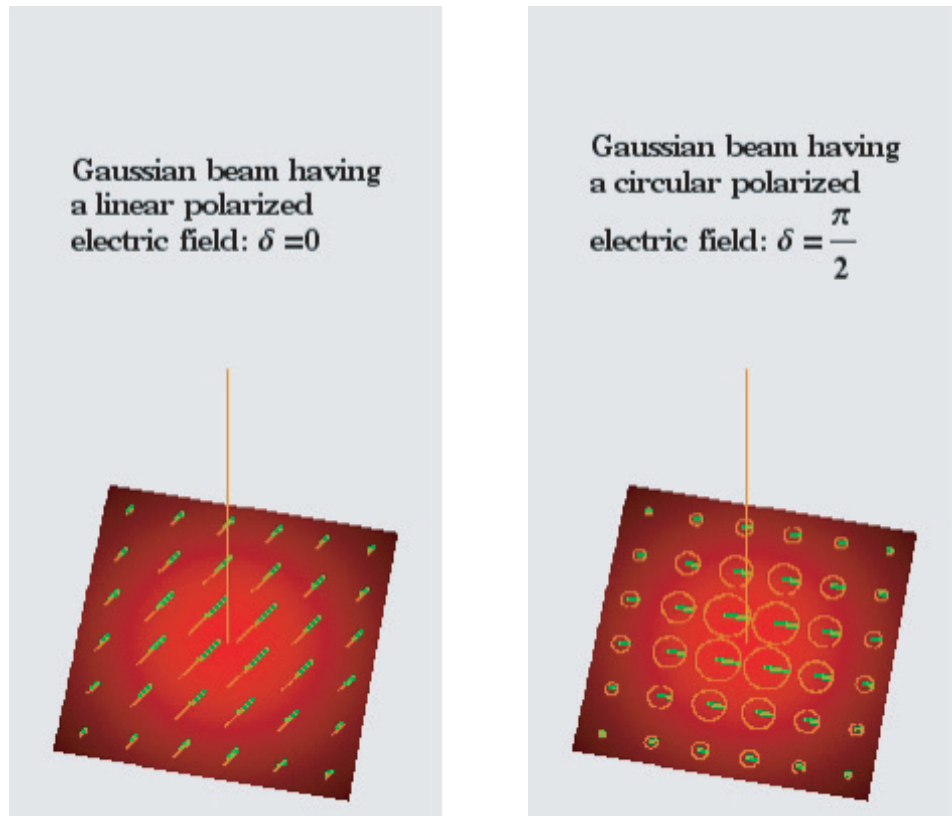 Gaussian beam having
a linear polarized
electric field: δ =0
Gaussian beam having
a circular polarized
electric field: δ = π/2